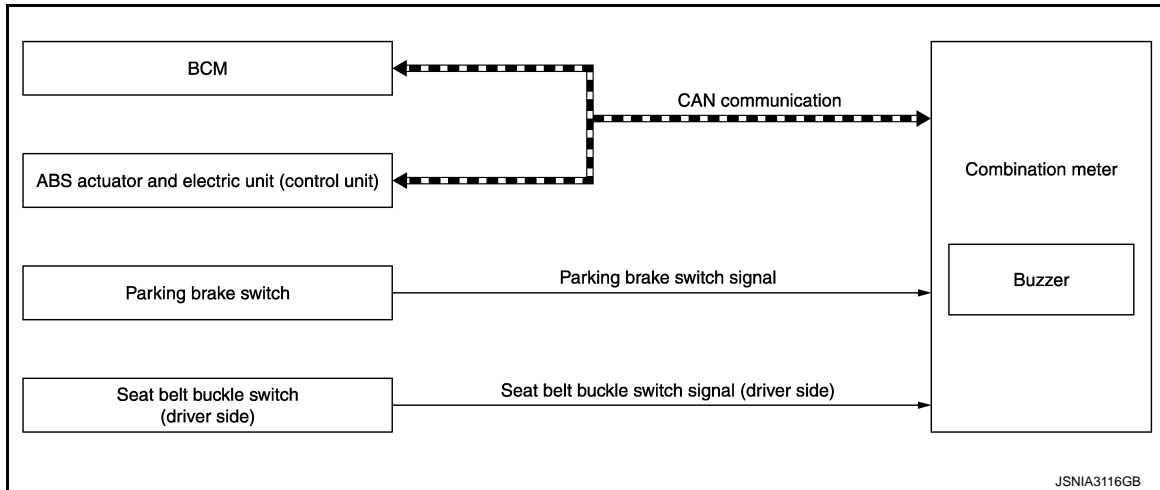 BCM
CAN communication
ABS actuator and electric unit (control unit)
Combination meter
Parking brake switch
Parking brake switch signal
Buzzer
Seat belt buckle switch
(driver side)
Seat belt buckle switch signal (driver side)
JSNIA3116GB